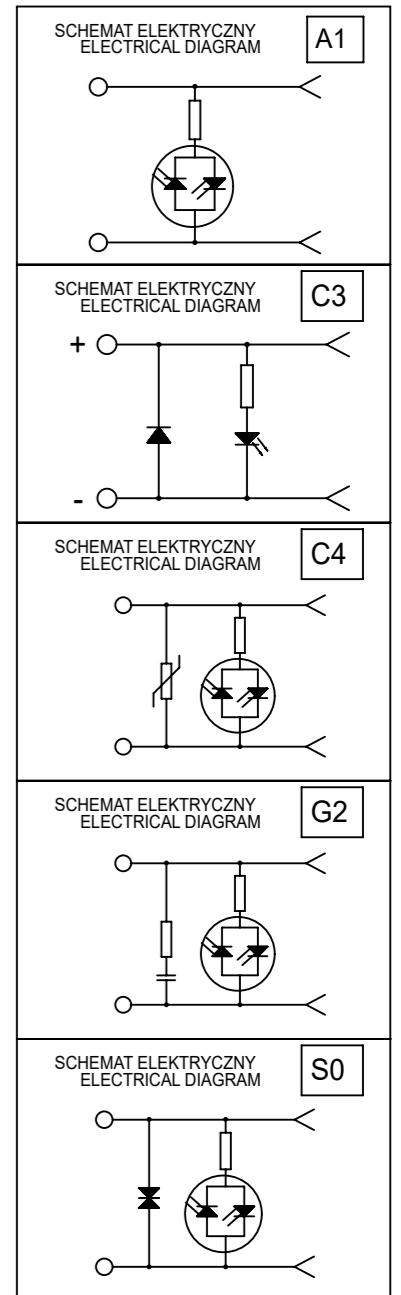 SCHEMAT ELEKTRYCZNY
ELECTRICAL DIAGRAM
A1
SCHEMAT ELEKTRYCZNY
ELECTRICAL DIAGRAM
C3
+
-
SCHEMAT ELEKTRYCZNY
ELECTRICAL DIAGRAM
C4
SCHEMAT ELEKTRYCZNY
ELECTRICAL DIAGRAM
G2
SCHEMAT ELEKTRYCZNY
ELECTRICAL DIAGRAM
S0